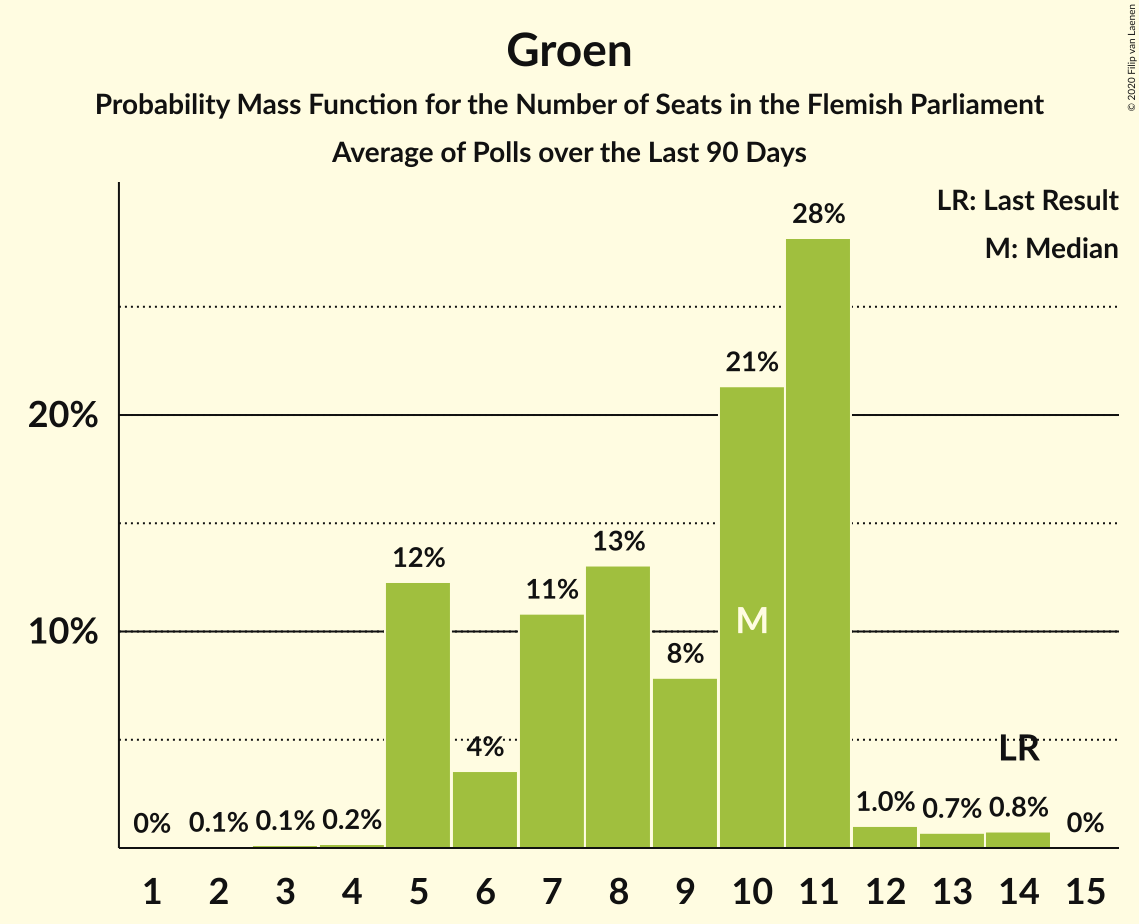 Groen
Probability Mass Function for the Number of Seats in the Flemish Parliament
Average of Polls over the Last 90 Days
© 2020 Filip van Laenen
LR: Last Result
M: Median
28%
21%
20%
13%
12%
11%
M
10%
8%
4%
LR
0% 0.1% 0.1% 0.2% 1.0% 0.7% 0.8% 0%
1 2 3 4 5 6 7 8 9 10 11 12 13 14 15